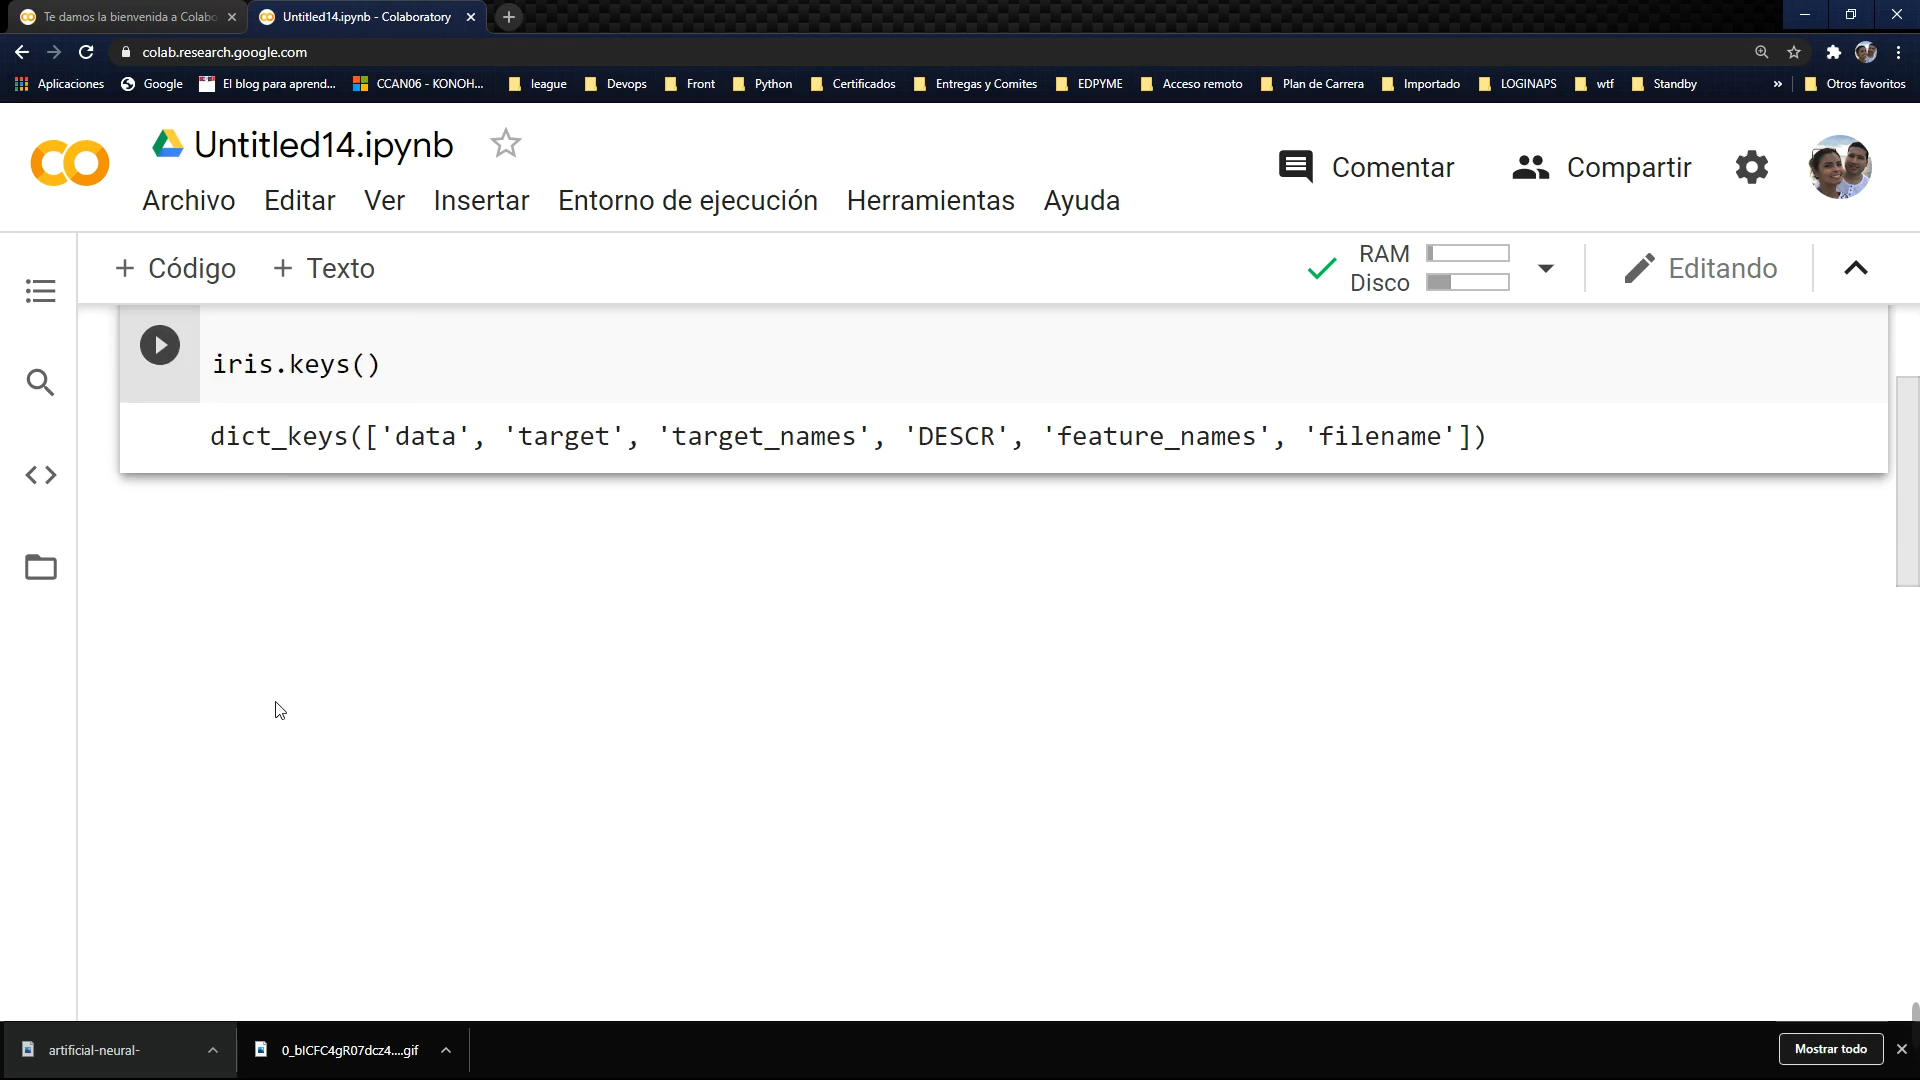 Te damos la bienvenida a Colabo
Untitled14.ipynb - Colaboratory
colab.research.google.com
Aplicaciones
Google
El blog para aprend...
CCAN06 - KONOH...
league
Devops
Front
Python
Certificados
Entregas y Comites
EDPYME
Acceso remoto
Plan de Carrera
Importado
LOGINAPS
wtf
Standby
»
Otros favoritos
Untitled14.ipynb
Comentar
Compartir
Archivo Editar Ver Insertar Entorno de ejecución Herramientas Ayuda
+ Código + Texto
RAM
Disco
Editando
iris.keys()
dict_keys(['data', 'target', 'target_names', 'DESCR', 'feature_names', 'filename'])
artificial-neural-
0_bICFC4gR07dcz4....gif
Mostrar todo